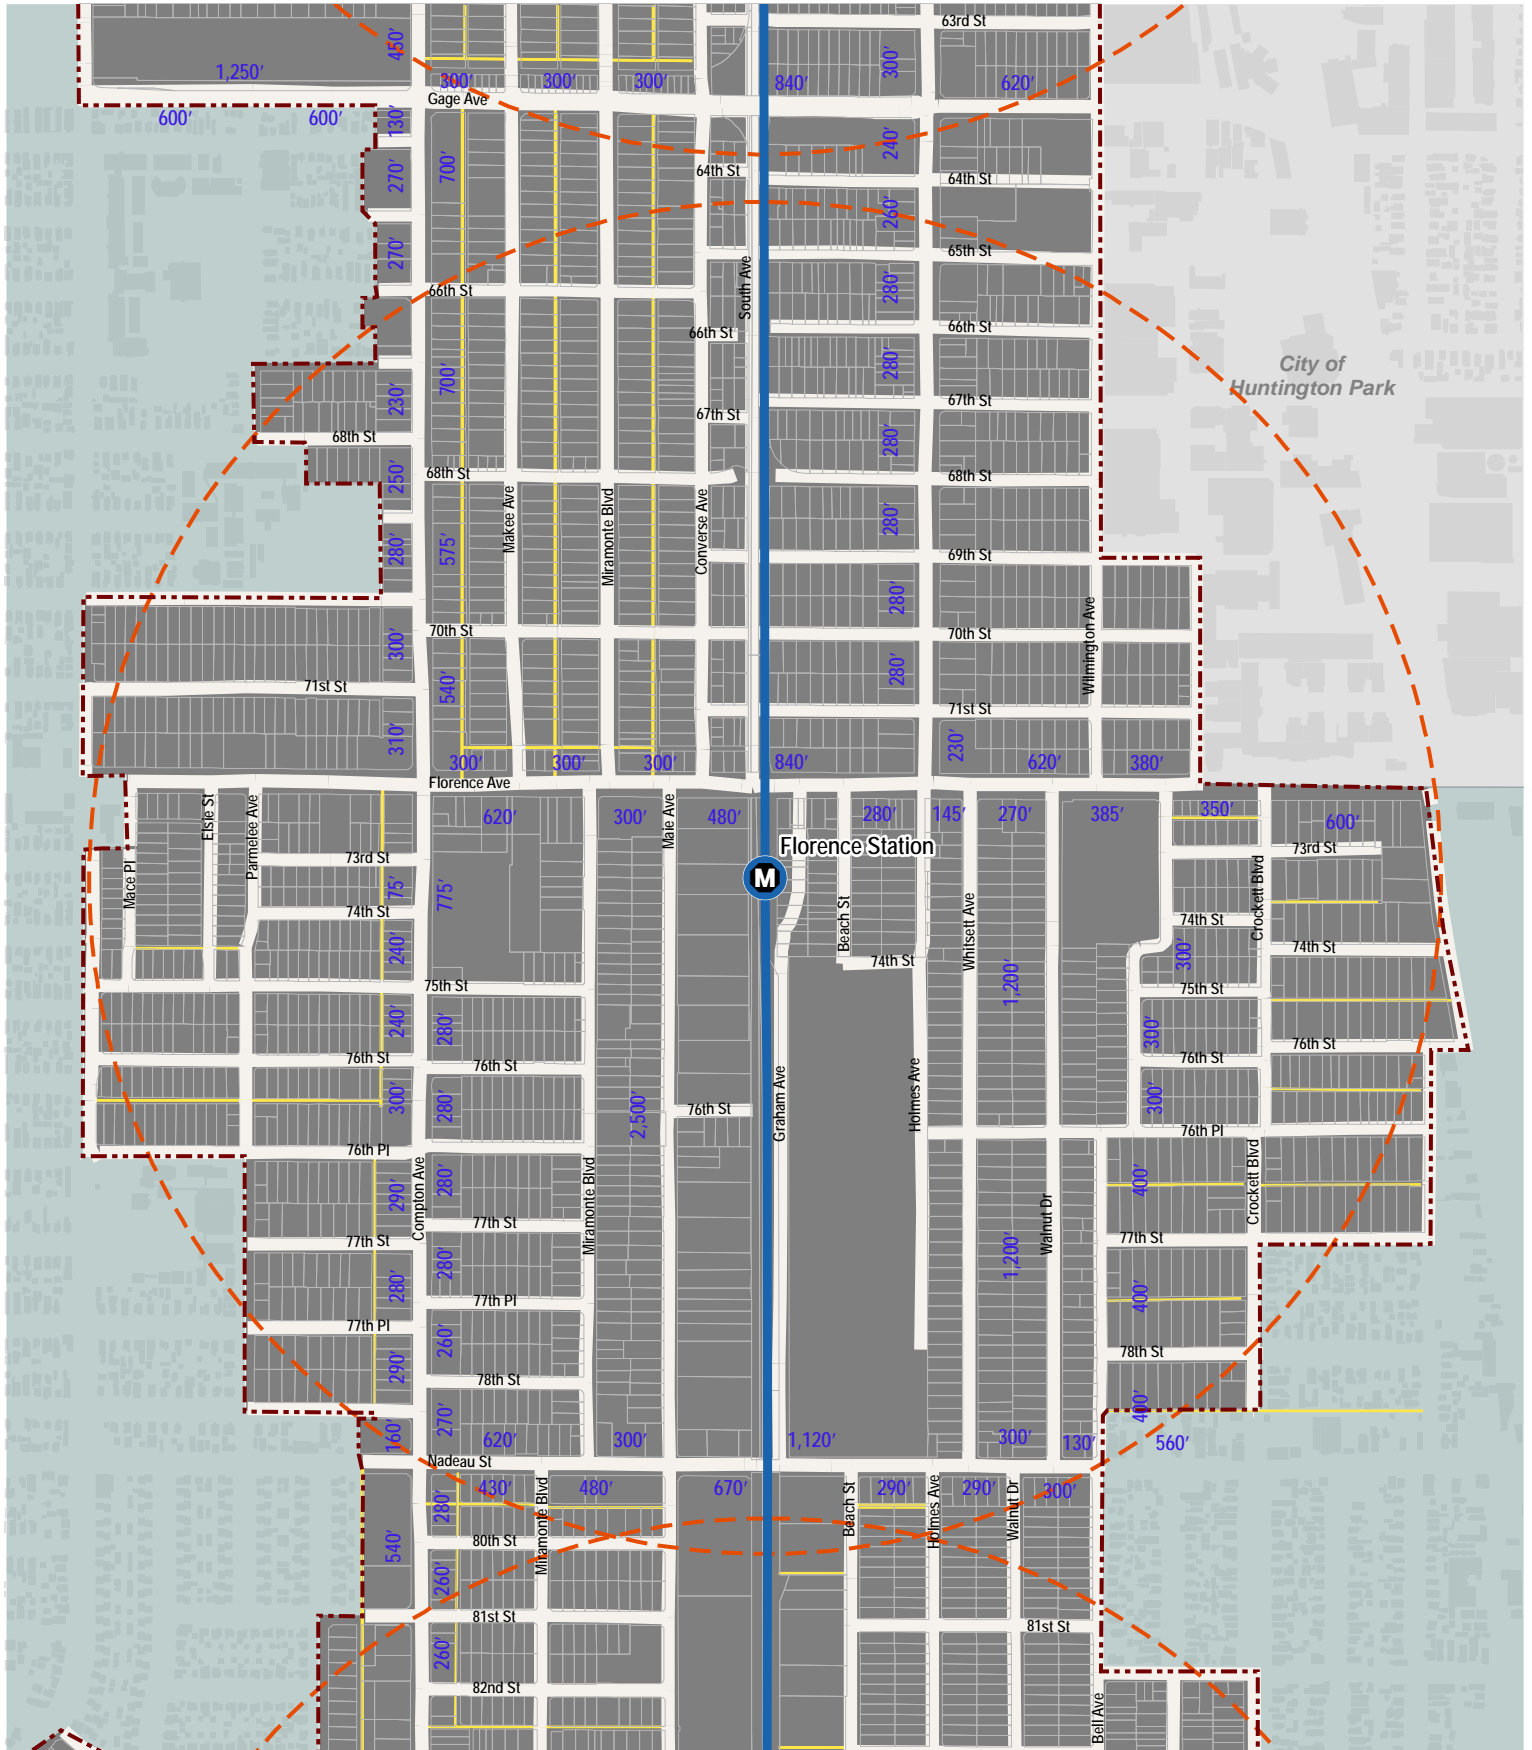 63rd St
450′
300′
1,250′
300′
300′
300′
840′
620′
Gage Ave
600′
600′
130′
240′
270′
700′
64th St
64th St
260′
270′
65th St
South Ave
280′
66th St
66th St
66th St
280′
City of
Huntington Park
230′
700′
67th St
67th St
68th St
280′
250′
68th St
68th St
Makee Ave
Miramonte Blvd
Converse Ave
280′
280′
575′
69th St
280′
Wilmington Ave
300′
70th St
70th St
280′
71st St
540′
71st St
310′
230′
300′
300′
300′
840′
620′
380′
Florence Ave
Elsie St
Parmelee Ave
620′
300′
Maie Ave
480′
280′
145′
270′
385′
350′
600′
Florence Station
73rd St
73rd St
Mace Pl
75′
775′
M
Crockett Blvd
74th St
Beach St
Whitsett Ave
74th St
240′
74th St
300′
74th St
75th St
1,200′
75th St
240′
280′
300′
76th St
76th St
76th St
76th St
300′
280′
2,500′
76th St
Graham Ave
Holmes Ave
300′
76th Pl
76th Pl
290′
Compton Ave
280′
Miramonte Blvd
Walnut Dr
400′
Crockett Blvd
77th St
77th St
77th St
280′
280′
1,200′
77th Pl
400′
77th Pl
260′
290′
78th St
78th St
160′
270′
620′
300′
1,120′
300′
130′
400′
560′
Nadeau St
280′
430′
Miramonte Blvd
480′
670′
Beach St
290′
Holmes Ave
290′
Walnut Dr
300′
540′
80th St
260′
81st St
81st St
260′
82nd St
Bell Ave